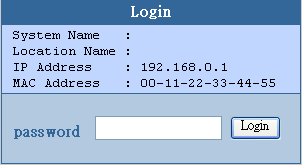 Login
System Name :
Location Name :
IP Address : 192.168.0.1
MAC Address : 00-11-22-33-44-55
password Login